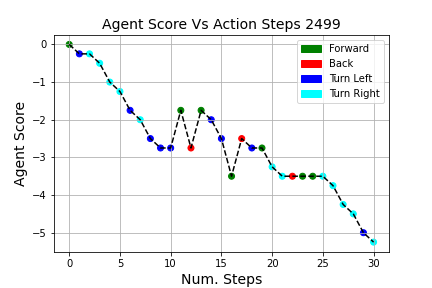 Agent Score Vs Action Steps 2499
Forward
Back
Turn Left
Turn Right
Agent Score
0
−1
−2
−3
−4
−5
0 5 10 15 20 25 30
Num. Steps